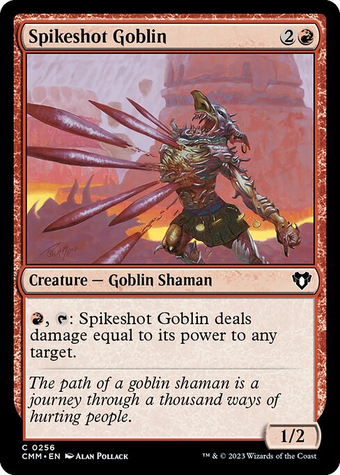 Spikeshot Goblin 2
Creature — Goblin Shaman
, : Spikeshot Goblin deals
damage equal to its power to any
target.
The path of a goblin shaman is a
journey through a thousand ways of
hurting people.
1/2
C 0256
CMM • EN Alan Pollack
™ & © 2023 Wizards of the Coast